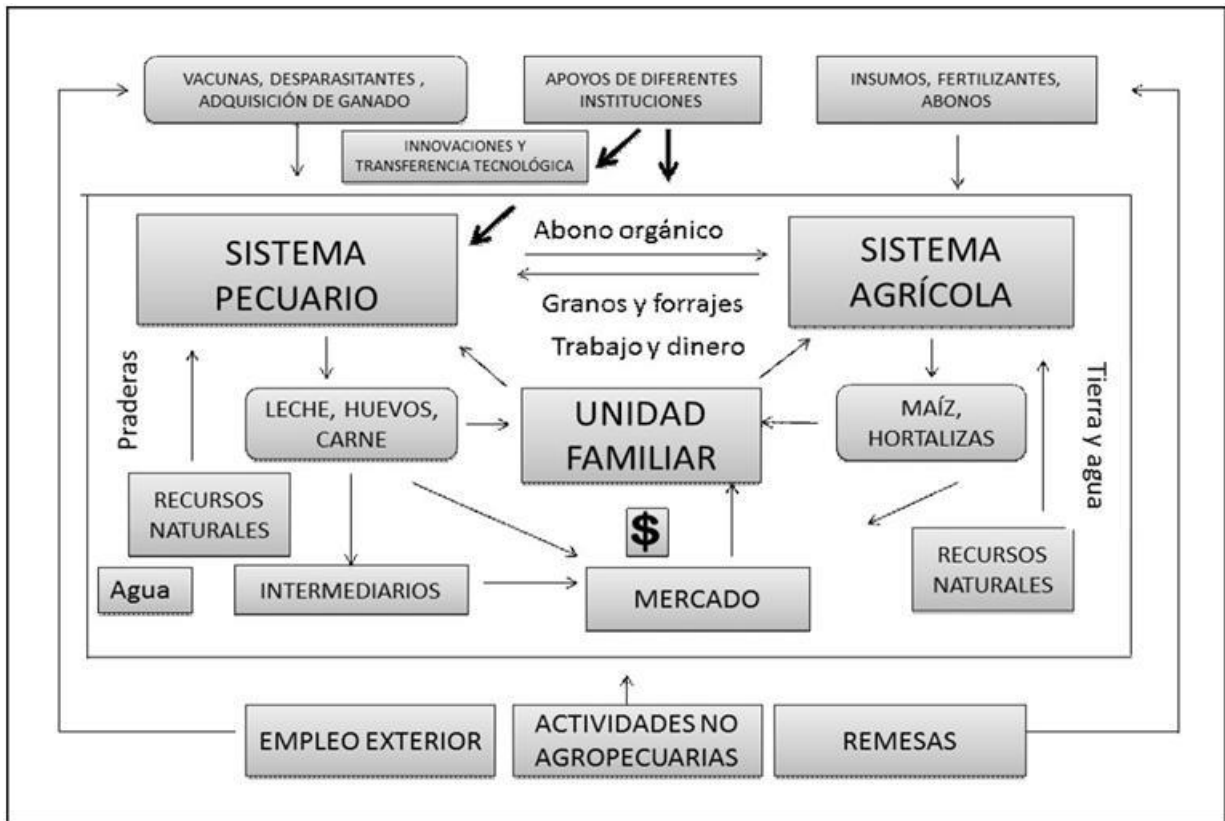 VACUNAS, DESPARASITANTES ,
ADQUISICIÓN DE GANADO
APOYOS DE DIFERENTES
INSTITUCIONES
INSUMOS, FERTILIZANTES,
ABONOS
INNOVACIONES Y
TRANSFERENCIA TECNOLÓGICA
SISTEMA
PECUARIO
Abono orgánico
Granos y forrajes
Trabajo y dinero
SISTEMA
AGRÍCOLA
Praderas
LECHE, HUEVOS,
CARNE
UNIDAD
FAMILIAR
MAÍZ,
HORTALIZAS
Tierra y agua
RECURSOS
NATURALES
$
Agua
INTERMEDIARIOS
MERCADO
RECURSOS
NATURALES
EMPLEO EXTERIOR
ACTIVIDADES NO
AGROPECUARIAS
REMESAS